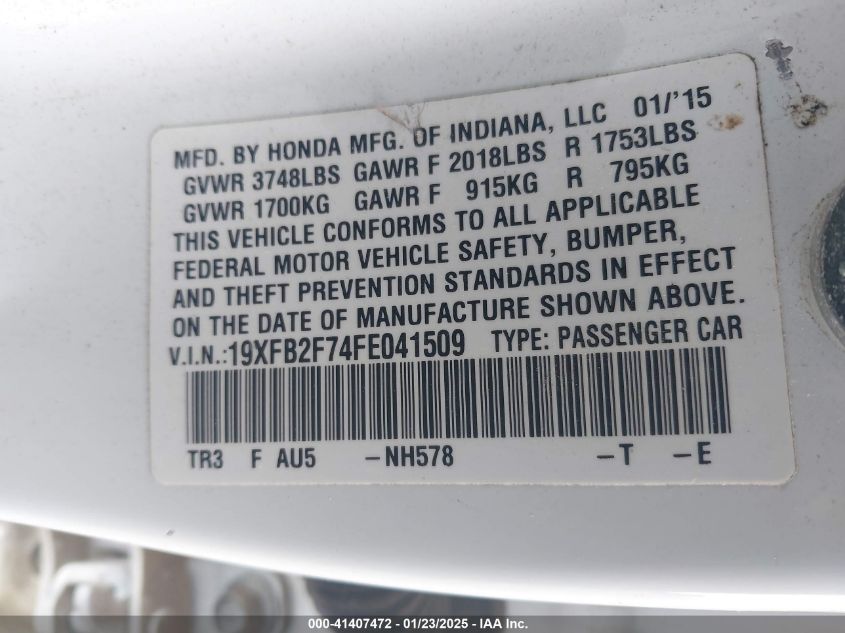 MFD. BY HONDA MFG. OF INDIANA, LLC 01/'15
GVWR 3748LBS GAWR F 2018LBS R 1753LBS
GVWR 1700KG GAWR F 915KG R 795KG
THIS VEHICLE CONFORMS TO ALL APPLICABLE
FEDERAL MOTOR VEHICLE SAFETY, BUMPER,
AND THEFT PREVENTION STANDARDS IN EFFECT
ON THE DATE OF MANUFACTURE SHOWN ABOVE.
V.I.N.:19XFB2F74FE041509 TYPE: PASSENGER CAR
TR3 F AU5 –NH578 –T –E
000-41407472 — 01/23/2025 — IAA Inc.